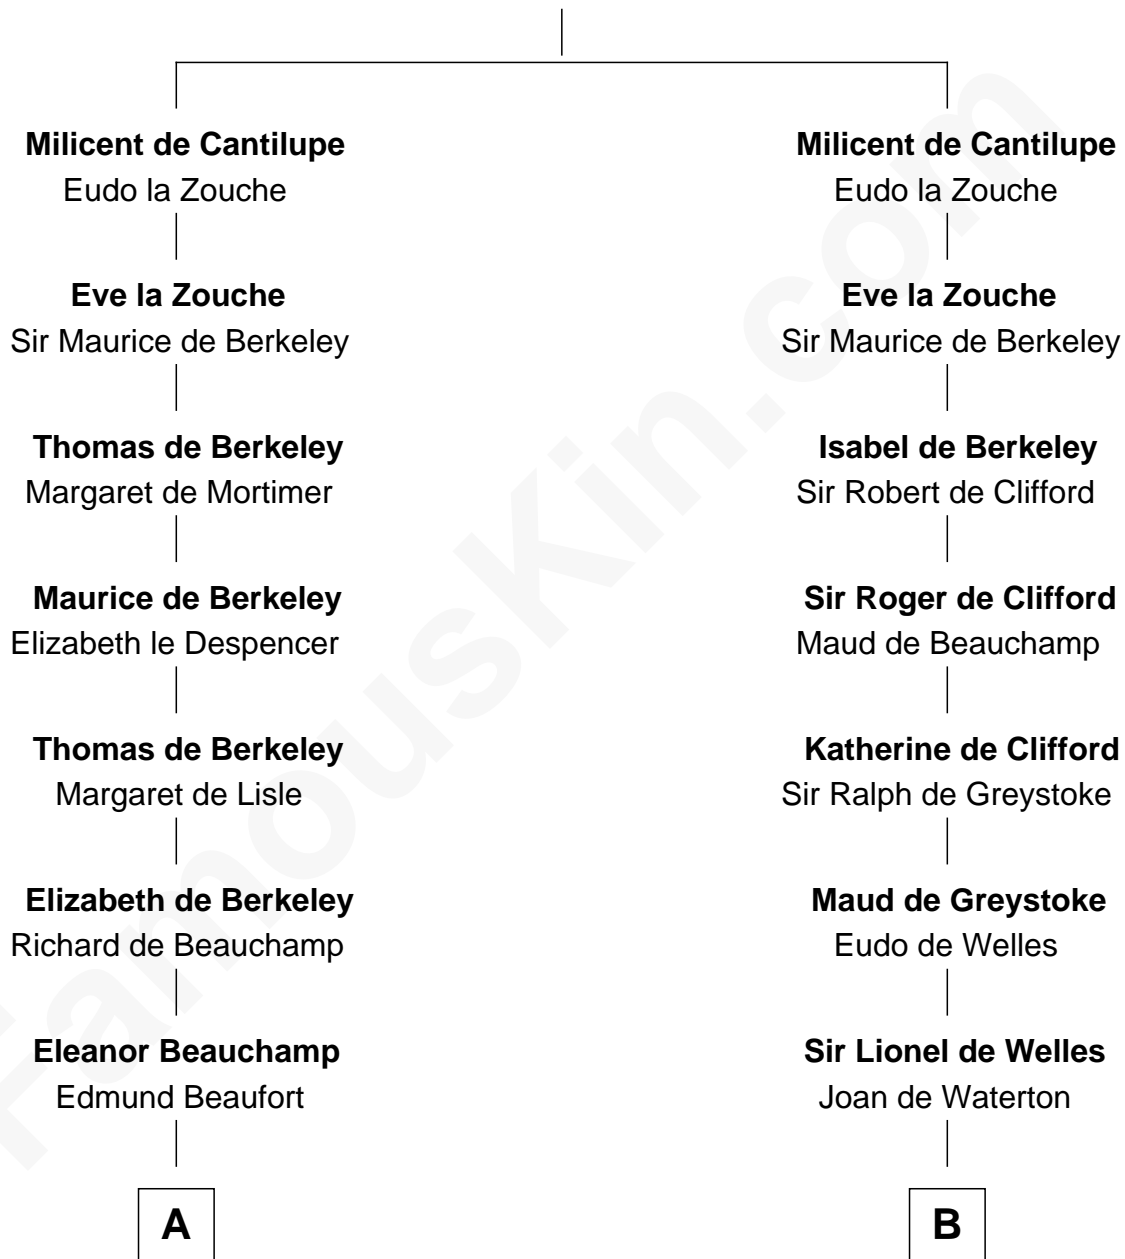 Milicent de Cantilupe
Eudo la Zouche
Eve la Zouche
Sir Maurice de Berkeley
Thomas de Berkeley
Margaret de Mortimer
Maurice de Berkeley
Elizabeth le Despencer
Thomas de Berkeley
Margaret de Lisle
Elizabeth de Berkeley
Richard de Beauchamp
Eleanor Beauchamp
Edmund Beaufort
A
Milicent de Cantilupe
Eudo la Zouche
Eve la Zouche
Sir Maurice de Berkeley
Isabel de Berkeley
Sir Robert de Clifford
Sir Roger de Clifford
Maud de Beauchamp
Katherine de Clifford
Sir Ralph de Greystoke
Maud de Greystoke
Eudo de Welles
Sir Lionel de Welles
Joan de Waterton
B
FamousKin.com